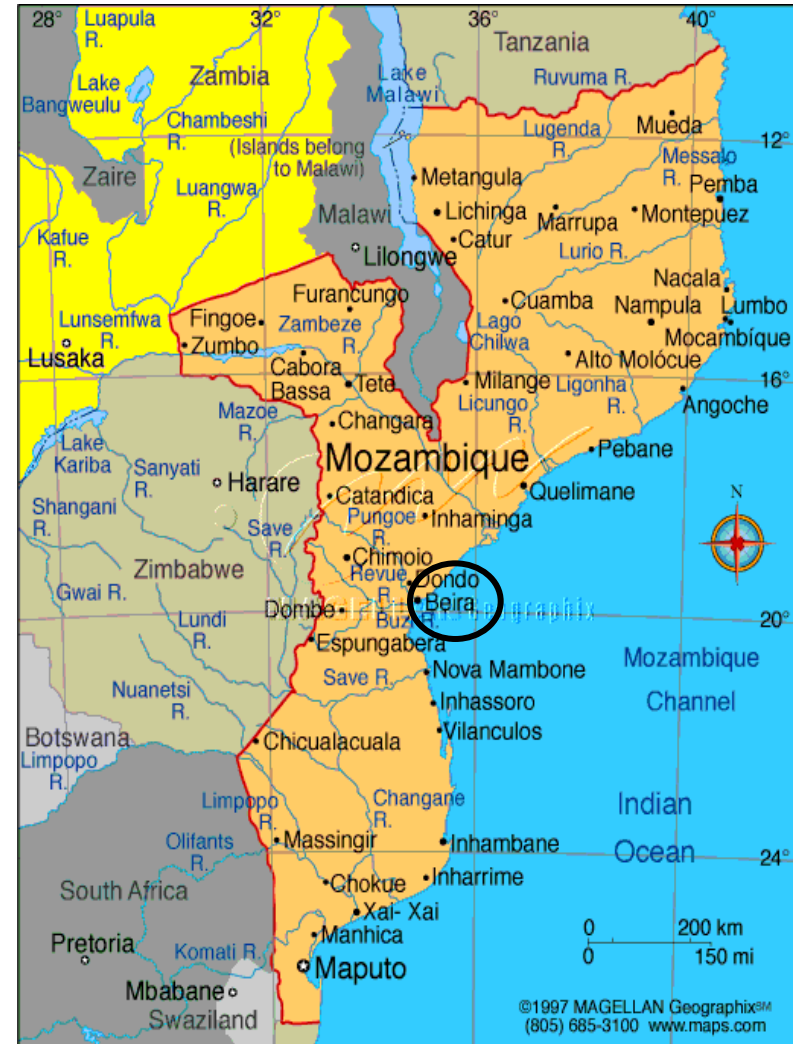 28°
32°
36°
40°
Luapula
R.
Tanzania
Lake
Bangweulu
Zambia
Lake
Malawi
Ruvuma R.
Chambeshi
R.
Lugenda
R.
Mueda
12°
(Islands belong
to Malawi)
Messalo
R.
Zaire
Luangwa
R.
Metangula
Pemba
Malawi
Lichinga
Marrupa
Montepuez
Kafue
R.
Catur
Lurio R.
Lilongwe
Furancungo
Nacala
Cuamba
Nampula
Lumbo
Lunsemfwa
R.
Fingoe
Zambeze
R
Lago
Chilwa
Mocambíque
Lusaka
Zumbo
Alto Molócue
Cabora
Bassa
Tete
Milange
Ligonha
R.
16°
Licungo
R.
Angoche
Mazoe
R.
Changara
Lake
Kariba
Mozambique
Pebane
Sanyati
R.
Harare
Catandica
Quelimane
N
Shangani
R.
Save
R.
Pungoe
R.
Inhaminga
Chimoio
Zimbabwe
Revue
R.
Dondo
Gwai R.
Beira
Dombe
Geographix
Lundi
R.
Buzi R.
20°
Espungabera
Mozambique
Channel
Nuanetsi
R.
Save R.
Nova Mambone
Inhassoro
Botswana
Chicualacuala
Vilanculos
Limpopo
R.
Limpopo
R.
Changane
R.
Indian
Ocean
Olifants
R.
Massingir
Inhambane
24°
South Africa
Chokue
Inharrime
Xai- Xai
0
200 km
Pretoria
Komati R.
Manhica
0
150 mi
Maputo
Mbabane
Swaziland
©1997 MAGELLAN Geographix℠
(805) 685-3100 www.maps.com